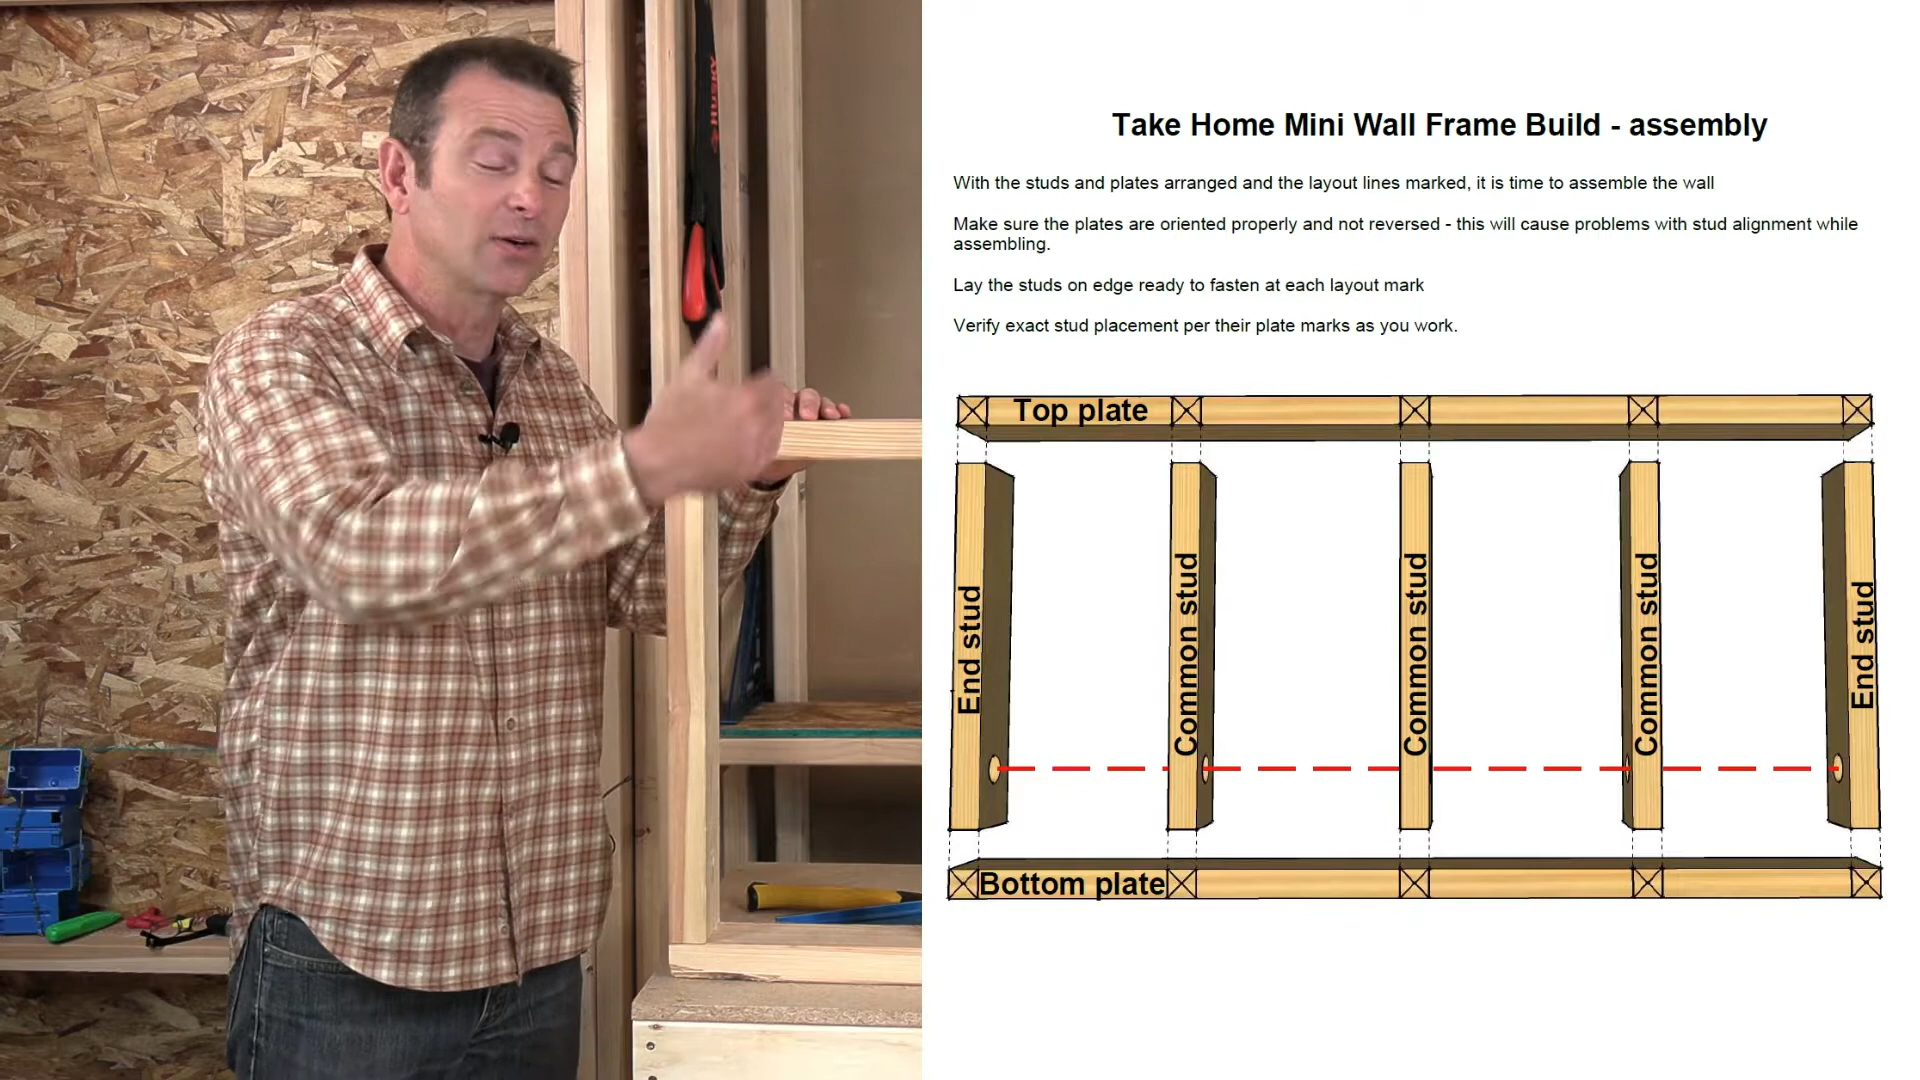 HUSKY
Take Home Mini Wall Frame Build - assembly
With the studs and plates arranged and the layout lines marked, it is time to assemble the wall
Make sure the plates are oriented properly and not reversed - this will cause problems with stud alignment while
assembling.
Lay the studs on edge ready to fasten at each layout mark
Verify exact stud placement per their plate marks as you work.
Top plate
End stud
Common stud
Common stud
Common stud
End stud
Bottom plate